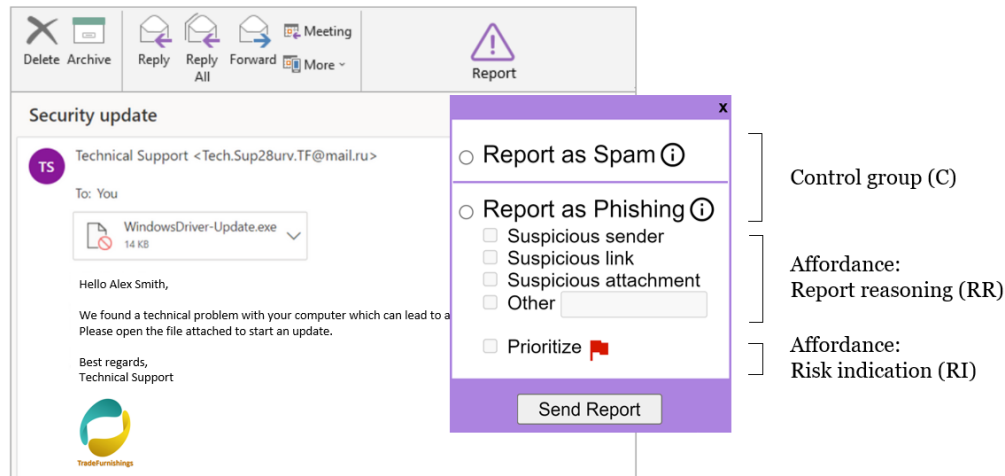 Delete Archive Reply Reply All Forward Meeting More
Report
Security update
TS
Technical Support <Tech.Sup28urv.TF@mail.ru>
To: You
WindowsDriver-Update.exe
14 KB
Hello Alex Smith,
We found a technical problem with your computer which can lead to a
Please open the file attached to start an update.
Best regards,
Technical Support
TradeFurnishings
x
Report as Spam i
Report as Phishing i
Suspicious sender
Suspicious link
Suspicious attachment
Other
Prioritize
Send Report
Control group (C)
Affordance:
Report reasoning (RR)
Affordance:
Risk indication (RI)